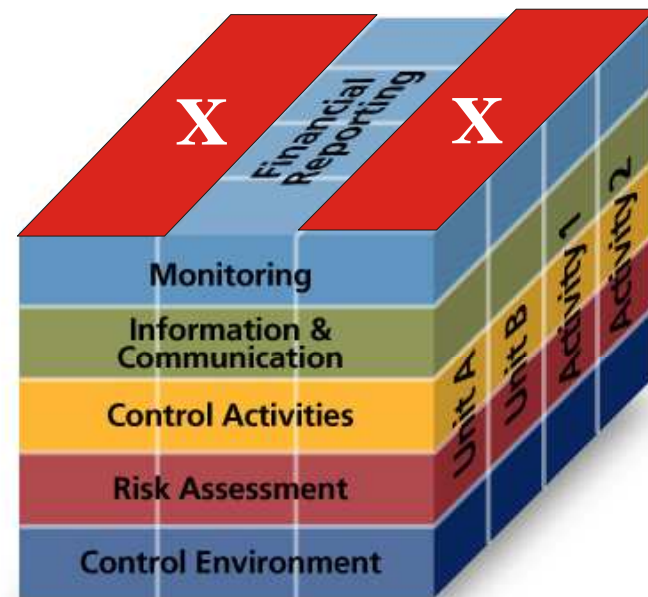 X
X
Financial
Reporting
Monitoring
Information &
Communication
Control Activities
Risk Assessment
Control Environment
Unit A
Unit B
Activity 1
Activity 2